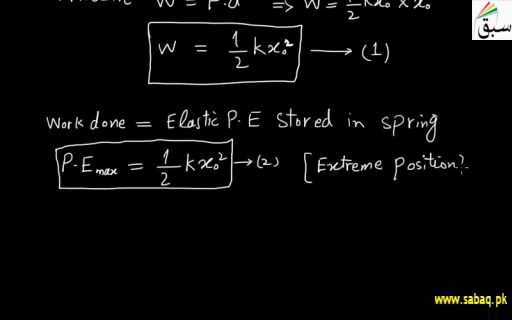 W = F.d ⇒ W = 1/2 kx₀ × x₀
سبق
W = 1/2 kx₀² → (1)
Work done = Elastic P.E Stored in spring
P.E max = 1/2 kx₀² → (2) [Extreme position]
www.sabaq.pk